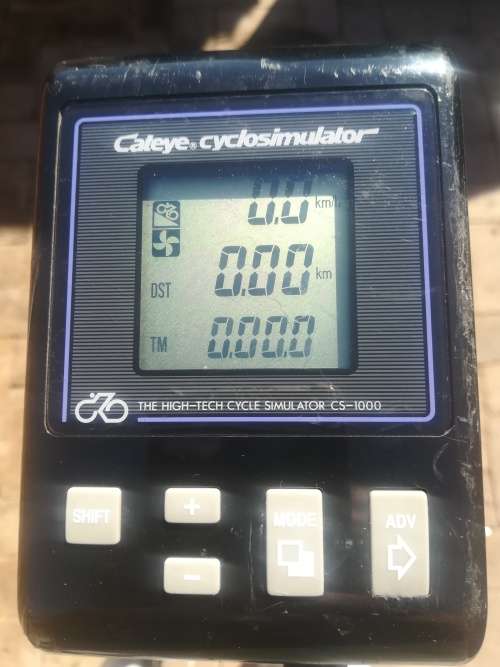 Cateye® cyclosimulator
0.0 km/h
0.00 km
DST
TM 0.00.0
THE HIGH-TECH CYCLE SIMULATOR CS-1000
SHIFT + MODE ADV
-